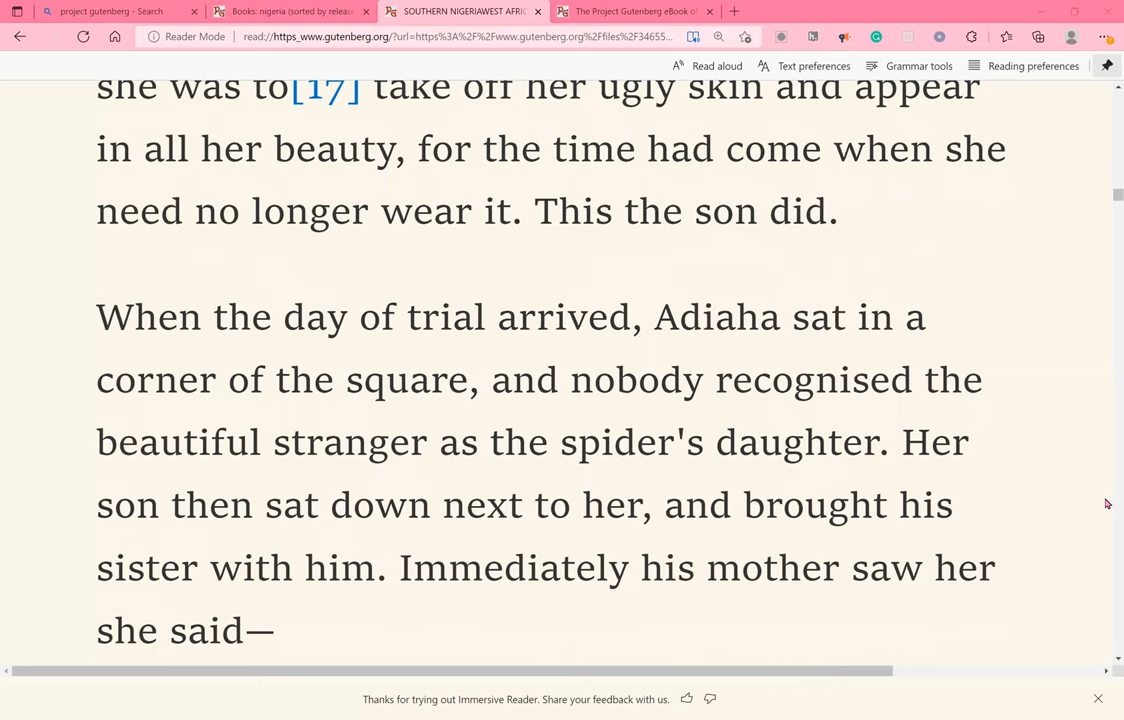 project gutenberg - Search
Books: nigeria (sorted by releas
SOUTHERN NIGERIAWEST AFRI
The Project Gutenberg eBook of
Reader Mode
read://https_www.gutenberg.org/?url=https%3A%2F%2Fwww.gutenberg.org%2Ffiles%2F34655...
Read aloud
Text preferences
Grammar tools
Reading preferences
she was to[17] take off her ugly skin and appear
in all her beauty, for the time had come when she
need no longer wear it. This the son did.
When the day of trial arrived, Adiaha sat in a
corner of the square, and nobody recognised the
beautiful stranger as the spider's daughter. Her
son then sat down next to her, and brought his
sister with him. Immediately his mother saw her
she said—
Thanks for trying out Immersive Reader. Share your feedback with us.